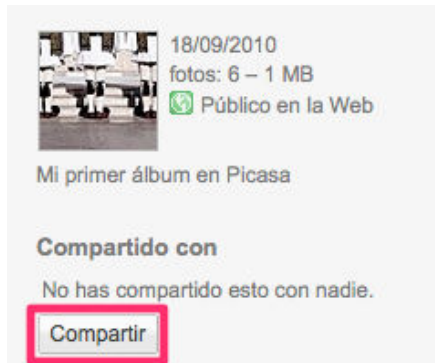 18/09/2010
fotos: 6 – 1 MB
Público en la Web
Mi primer álbum en Picasa
Compartido con
No has compartido esto con nadie.
Compartir